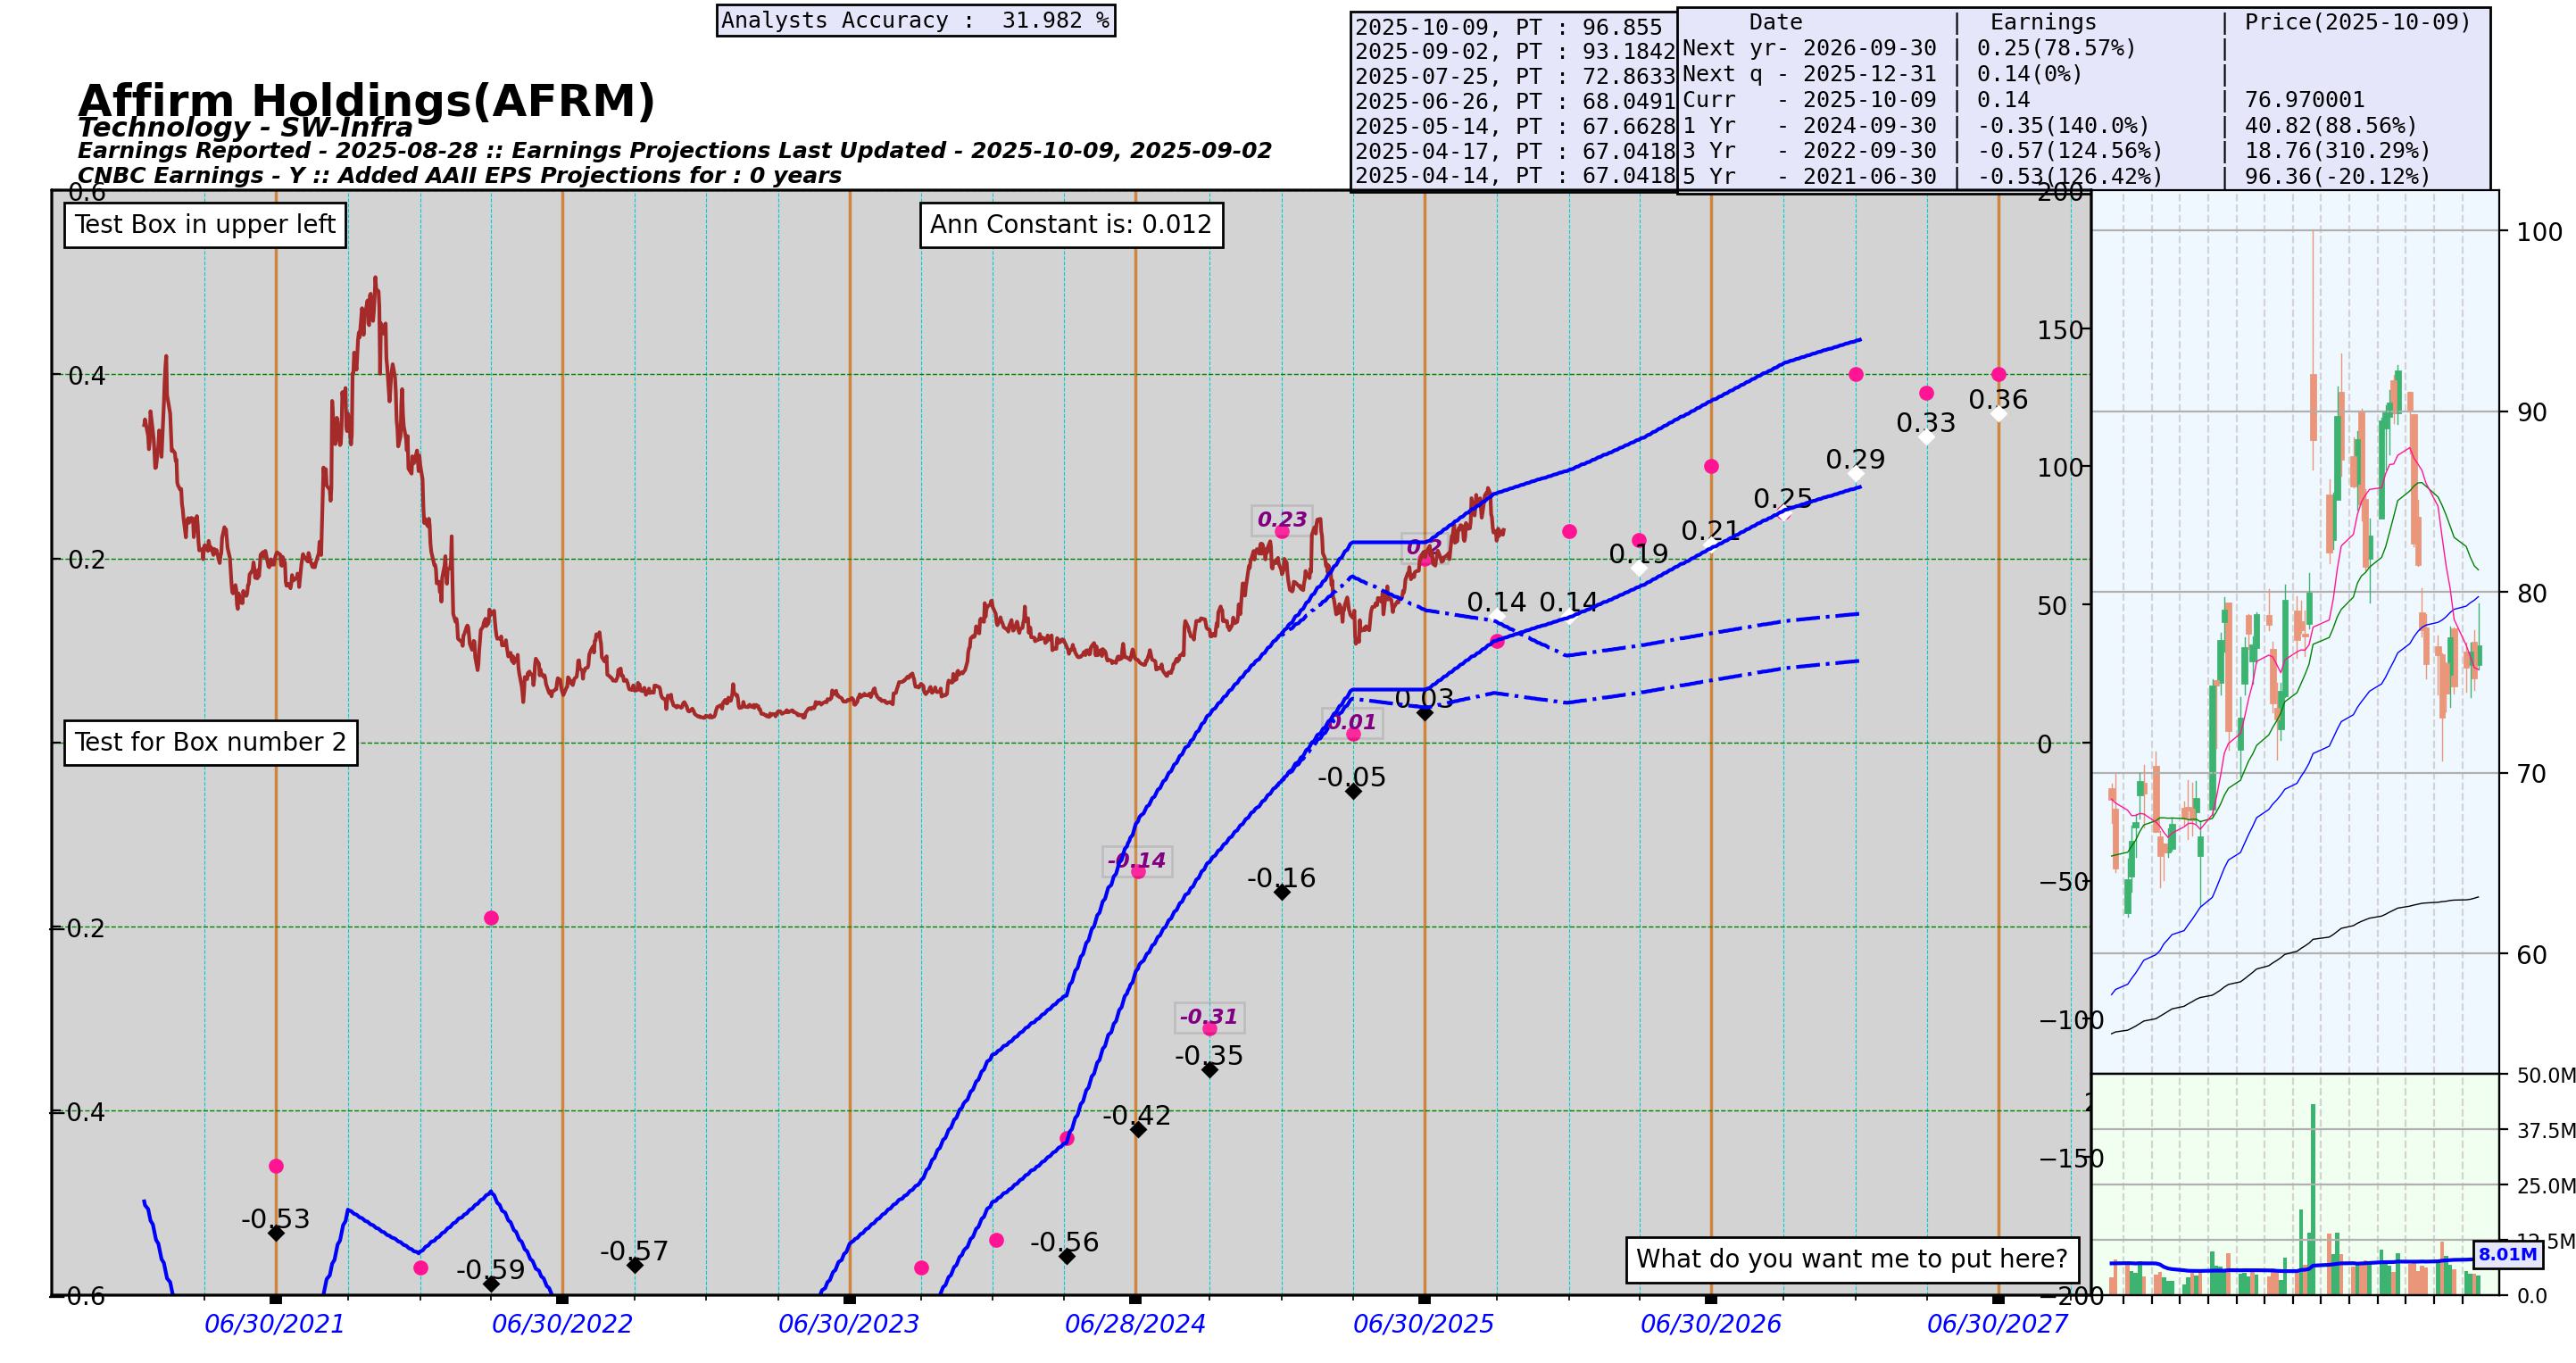 Analysts Accuracy :  31.982 %
2025-10-09, PT : 96.855
2025-09-02, PT : 93.1842
2025-07-25, PT : 72.8633
2025-06-26, PT : 68.0491
2025-05-14, PT : 67.6628
2025-04-17, PT : 67.0418
2025-04-14, PT : 67.0418
Date | Earnings | Price(2025-10-09)
Next yr- 2026-09-30 | 0.25(78.57%) |
Next q - 2025-12-31 | 0.14(0%) |
Curr - 2025-10-09 | 0.14 | 76.970001
1 Yr - 2024-09-30 | -0.35(140.0%) | 40.82(88.56%)
3 Yr - 2022-09-30 | -0.57(124.56%) | 18.76(310.29%)
5 Yr - 2021-06-30 | -0.53(126.42%) | 96.36(-20.12%)
Affirm Holdings(AFRM)
Technology - SW-Infra
Earnings Reported - 2025-08-28 :: Earnings Projections Last Updated - 2025-10-09, 2025-09-02
CNBC Earnings - Y :: Added AAII EPS Projections for : 0 years
Test Box in upper left
Ann Constant is: 0.012
Test for Box number 2
What do you want me to put here?
0.6
0.4
0.2
−0.2
−0.4
−0.6
-0.53
-0.59
-0.57
-0.56
-0.42
-0.35
-0.16
-0.05
0.03
0.14
0.14
0.19
0.21
0.25
0.29
0.33
0.36
-0.14
-0.31
0.23
0.01
0.2
200
150
100
50
0
−50
−100
−150
−200
100
90
80
70
60
50.0M
37.5M
25.0M
12.5M
8.01M
0.0
06/30/2021
06/30/2022
06/30/2023
06/28/2024
06/30/2025
06/30/2026
06/30/2027